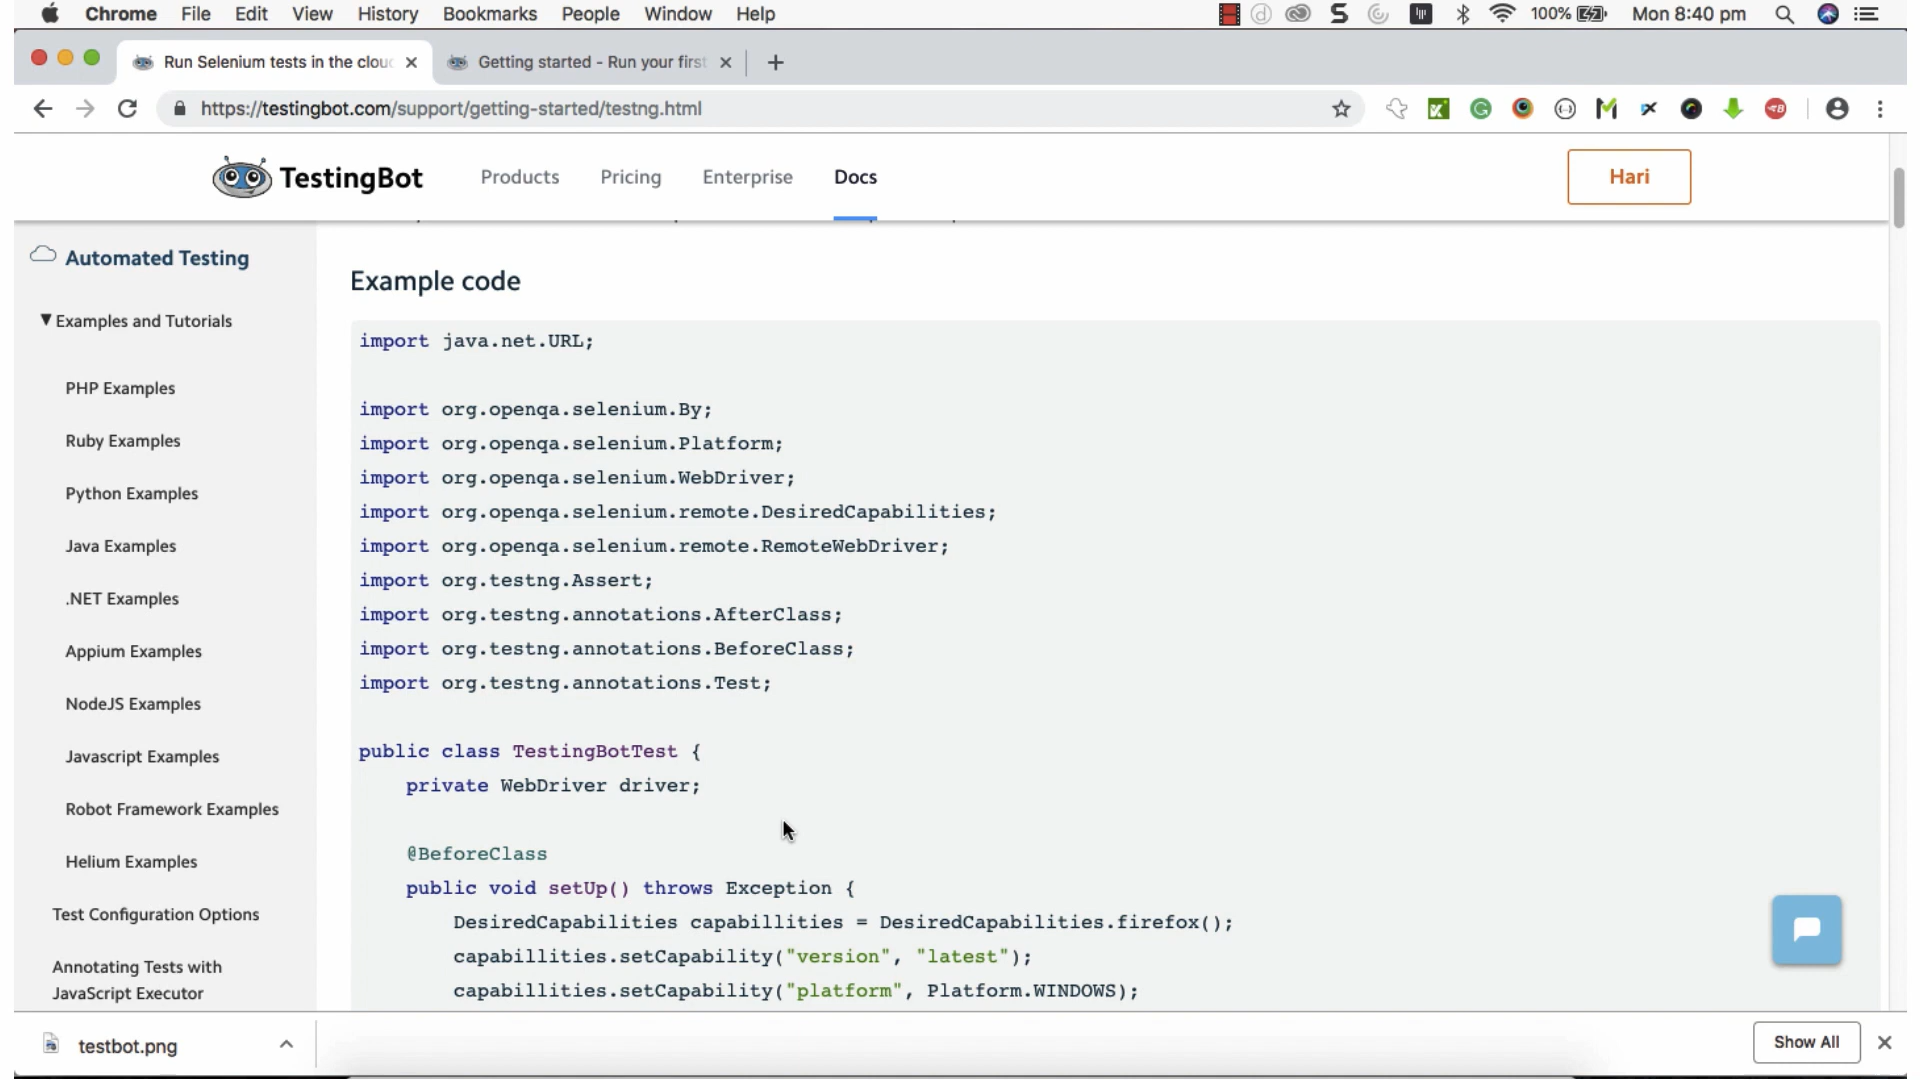 Chrome File Edit View History Bookmarks People Window Help 100% Mon 8:40 pm
Run Selenium tests in the clou Getting started - Run your first
https://testingbot.com/support/getting-started/testng.html
TestingBot Products Pricing Enterprise Docs Hari
Automated Testing
▼ Examples and Tutorials
PHP Examples
Ruby Examples
Python Examples
Java Examples
.NET Examples
Appium Examples
NodeJS Examples
Javascript Examples
Robot Framework Examples
Helium Examples
Test Configuration Options
Annotating Tests with
JavaScript Executor
Example code
import java.net.URL;
import org.openqa.selenium.By;
import org.openqa.selenium.Platform;
import org.openqa.selenium.WebDriver;
import org.openqa.selenium.remote.DesiredCapabilities;
import org.openqa.selenium.remote.RemoteWebDriver;
import org.testng.Assert;
import org.testng.annotations.AfterClass;
import org.testng.annotations.BeforeClass;
import org.testng.annotations.Test;
public class TestingBotTest {
private WebDriver driver;
@BeforeClass
public void setUp() throws Exception {
DesiredCapabilities capabillities = DesiredCapabilities.firefox();
capabillities.setCapability("version", "latest");
capabillities.setCapability("platform", Platform.WINDOWS);
testbot.png Show All